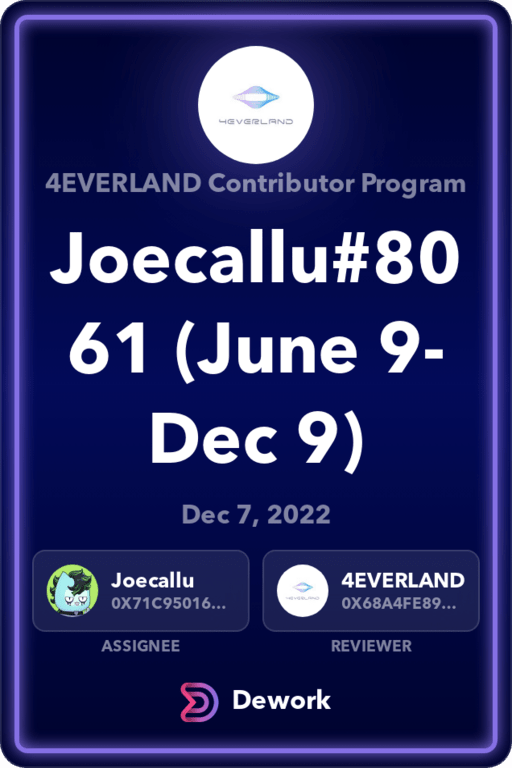 4EVERLAND
4EVERLAND Contributor Program
Joecallu#80
61 (June 9-
Dec 9)
Dec 7, 2022
Joecallu
0X71C95016...
ASSIGNEE
4EVERLAND
4EVERLAND
0X68A4FE89...
REVIEWER
Dework